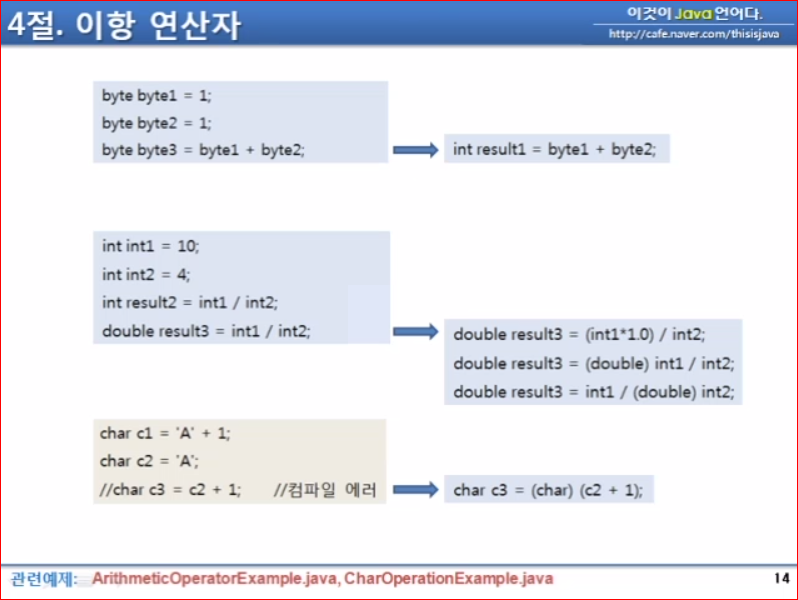 4절. 이항 연산자
이것이 Java 언어다.
http://cafe.naver.com/thisisjava
byte byte1 = 1;
byte byte2 = 1;
byte byte3 = byte1 + byte2;
int result1 = byte1 + byte2;
int int1 = 10;
int int2 = 4;
int result2 = int1 / int2;
double result3 = int1 / int2;
double result3 = (int1*1.0) / int2;
double result3 = (double) int1 / int2;
double result3 = int1 / (double) int2;
char c1 = 'A' + 1;
char c2 = 'A';
//char c3 = c2 + 1; //컴파일 에러
char c3 = (char) (c2 + 1);
관련예제: ArithmeticOperatorExample.java, CharOperationExample.java
14